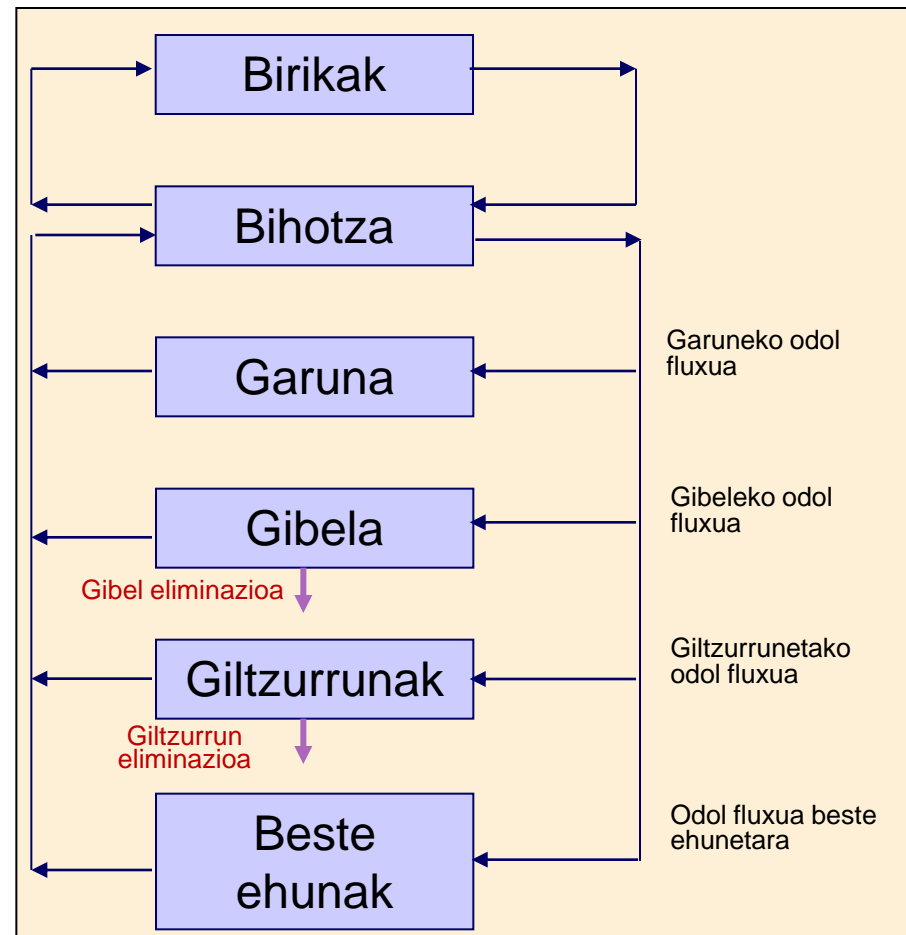 Birikak
Bihotza
Garuneko odol
fluxua
Garuna
Gibeleko odol
fluxua
Gibela
Gibel eliminazioa
Giltzurrunetako
odol fluxua
Giltzurrunak
Giltzurrun
eliminazioa
Odol fluxua beste
ehunetara
Beste
ehunak